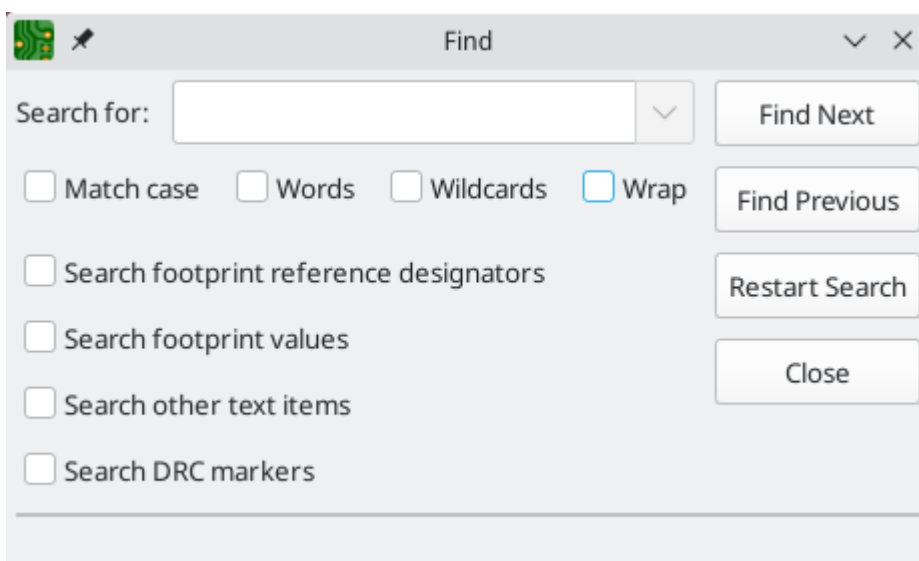 Find
Search for:
Find Next
Match case Words Wildcards Wrap
Find Previous
Search footprint reference designators
Restart Search
Search footprint values
Close
Search other text items
Search DRC markers